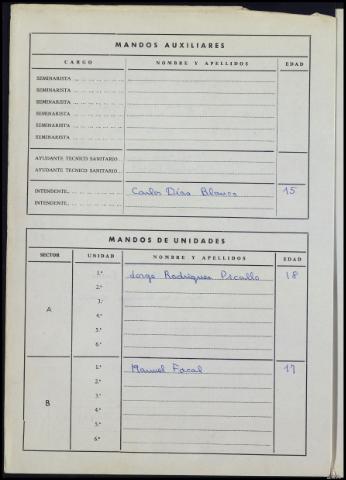 MANDOS AUXILIARES
CARGO NOMBRE Y APELLIDOS EDAD
SEMINARISTA
SEMINARISTA
SEMINARISTA
SEMINARISTA
SEMINARISTA
SEMINARISTA
AYUDANTE TECNICO SANITARIO
AYUDANTE TECNICO SANITARIO
INTENDENTE Carlos Díaz Blanco 15
INTENDENTE
MANDOS DE UNIDADES
SECTOR UNIDAD NOMBRE Y APELLIDOS EDAD
1.ª Jorge Rodriguez Picallo 18
2.ª
3.ª
A 4.ª
5.ª
6.ª
1.ª Manuel Facal 17
2.ª
3.ª
B 4.ª
5.ª
6.ª